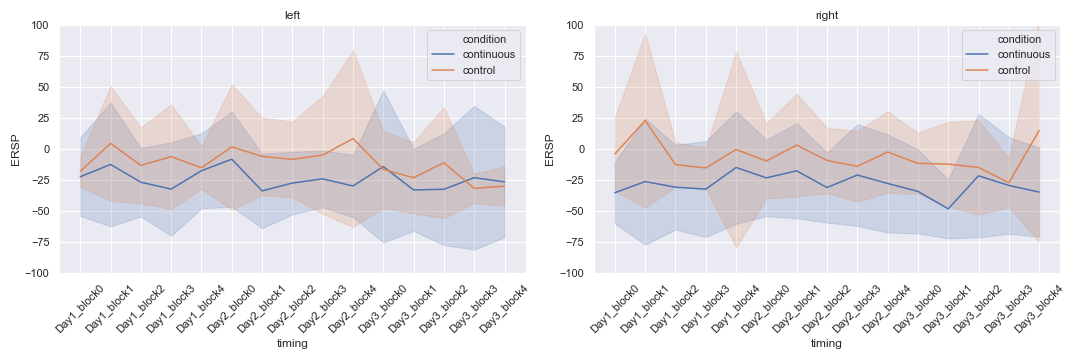 left
100
75
50
25
0
−25
−50
−75
−100
ERSP
condition
continuous
control
Day1_block0
Day1_block1
Day1_block2
Day1_block3
Day1_block4
Day2_block0
Day2_block1
Day2_block2
Day2_block3
Day2_block4
Day3_block0
Day3_block1
Day3_block2
Day3_block3
Day3_block4
timing
right
100
75
50
25
0
−25
−50
−75
−100
ERSP
condition
continuous
control
Day1_block0
Day1_block1
Day1_block2
Day1_block3
Day1_block4
Day2_block0
Day2_block1
Day2_block2
Day2_block3
Day2_block4
Day3_block0
Day3_block1
Day3_block2
Day3_block3
Day3_block4
timing